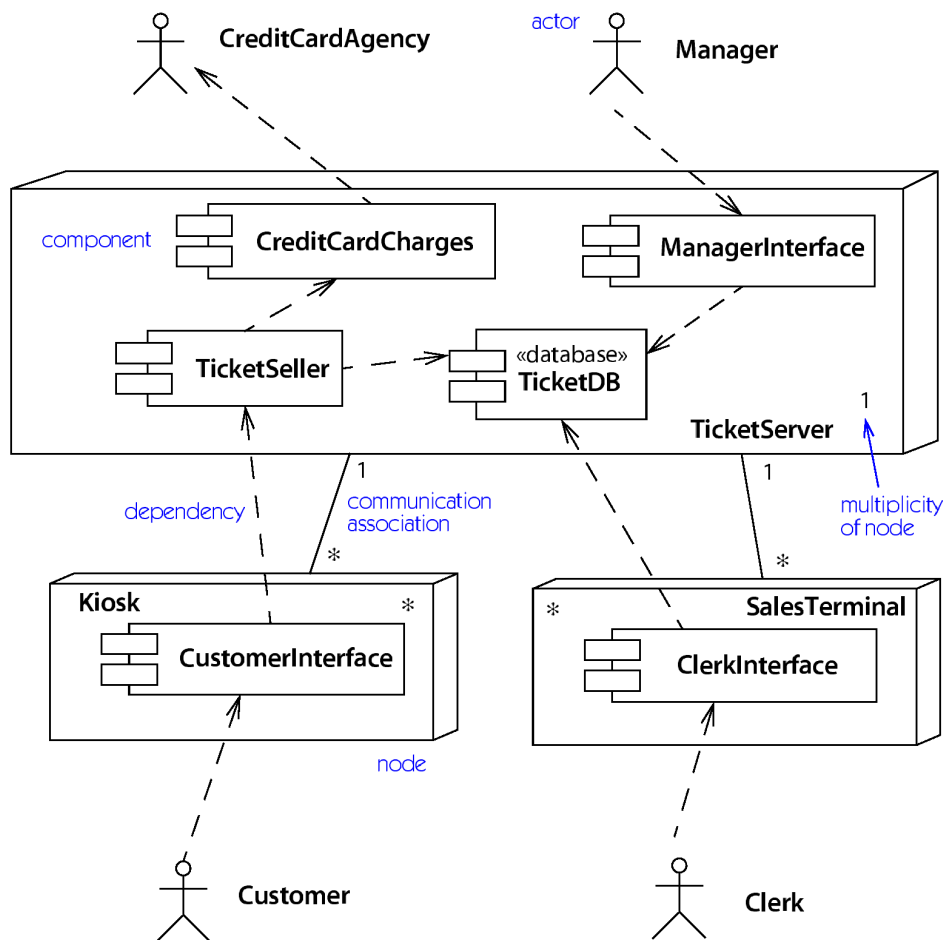 CreditCardAgency
actor
Manager
component
CreditCardCharges
ManagerInterface
TicketSeller
«database»
TicketDB
1
TicketServer
1
1
dependency
communication
association
multiplicity
of node
*
*
Kiosk
*
CustomerInterface
*
SalesTerminal
ClerkInterface
node
Customer
Clerk